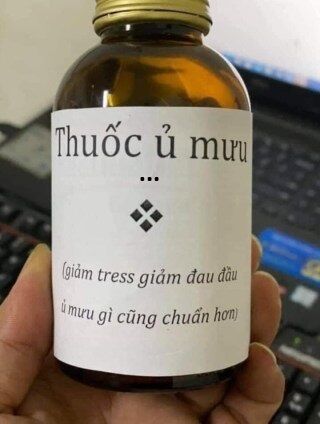 Thuốc ủ mưu
...
(giảm tress giảm đau đầu
ủ mưu gì cũng chuẩn hơn)